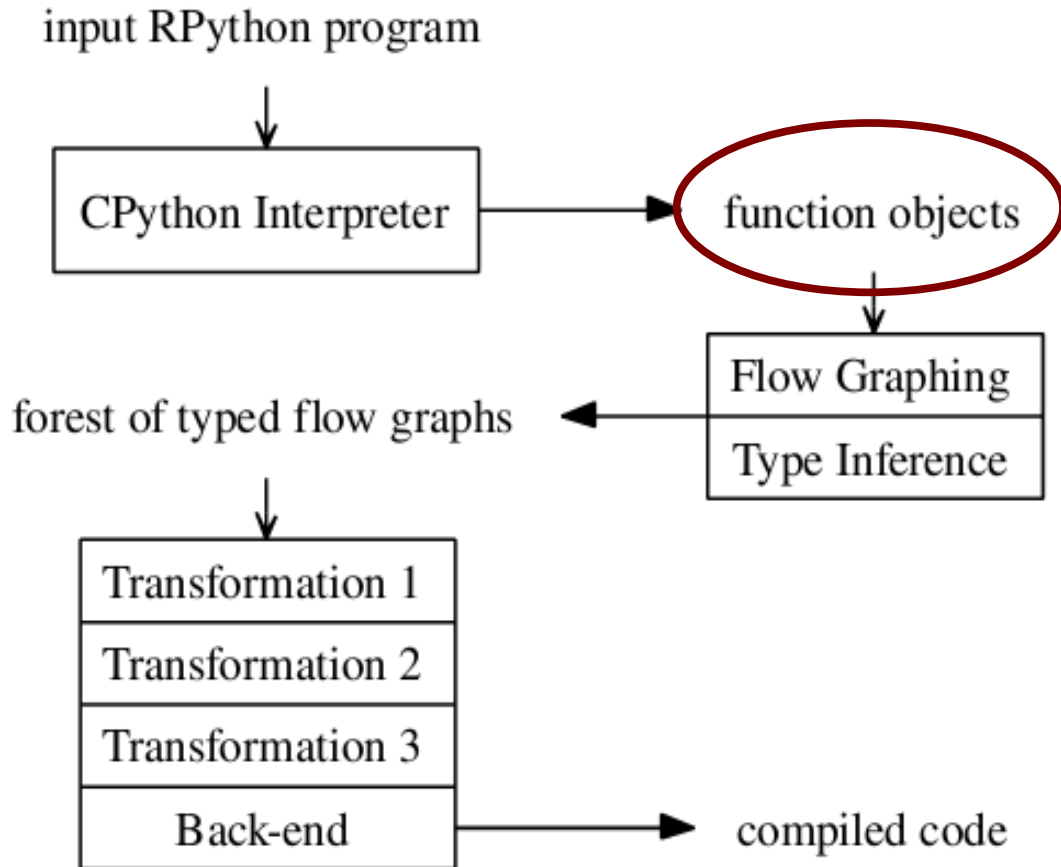 input RPython program
CPython Interpreter
function objects
Flow Graphing
Type Inference
forest of typed flow graphs
Transformation 1
Transformation 2
Transformation 3
Back-end
compiled code